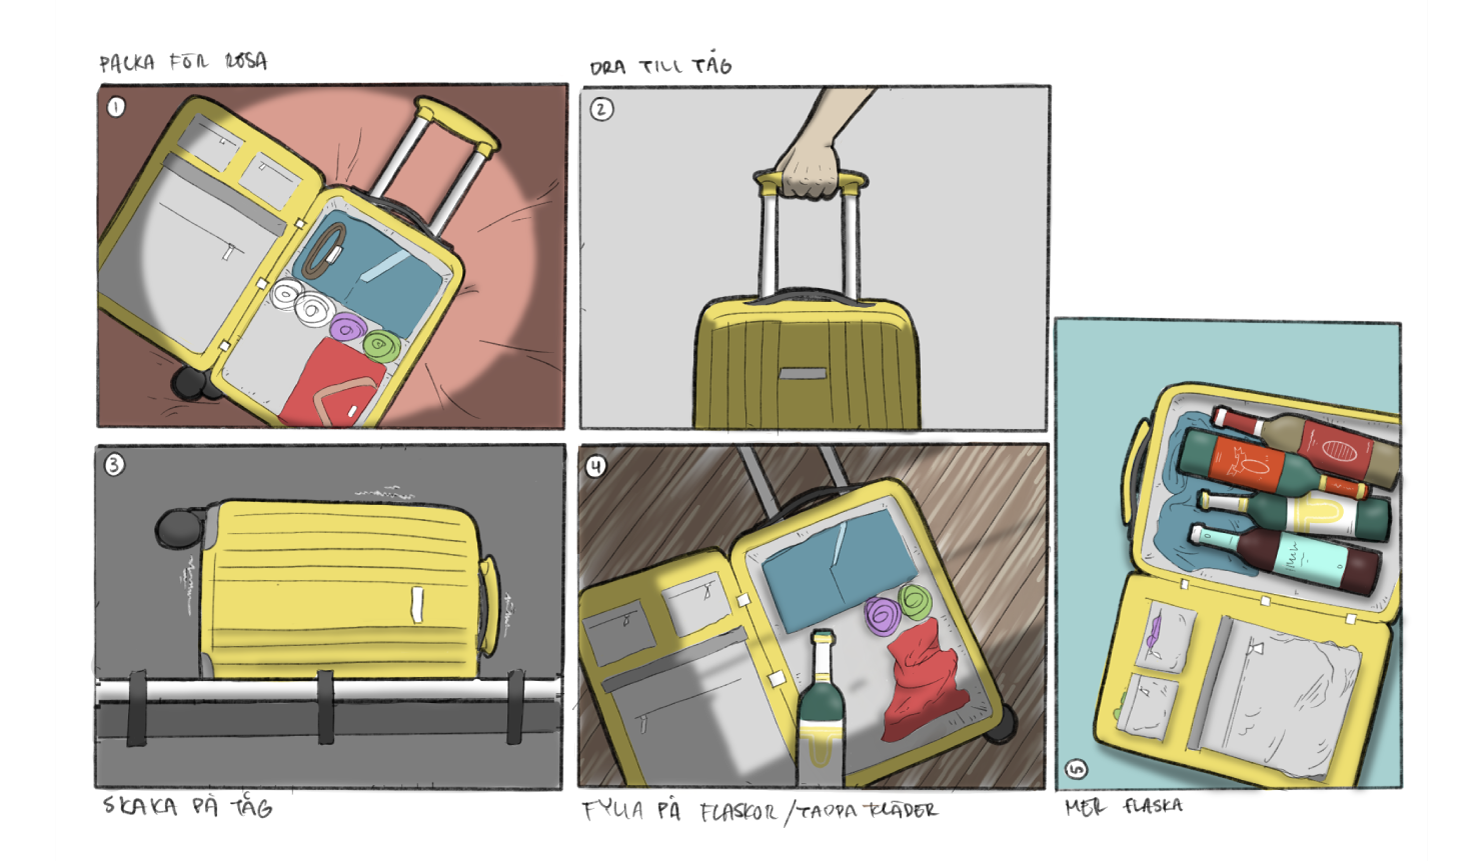 PACKA FÖR RESA
DRA TILL TÅG
1
2
3
4
SKAKA PÅ TÅG
FYLLA PÅ FLASKOR/TAPPA KLÄDER
5
MER FLASKA